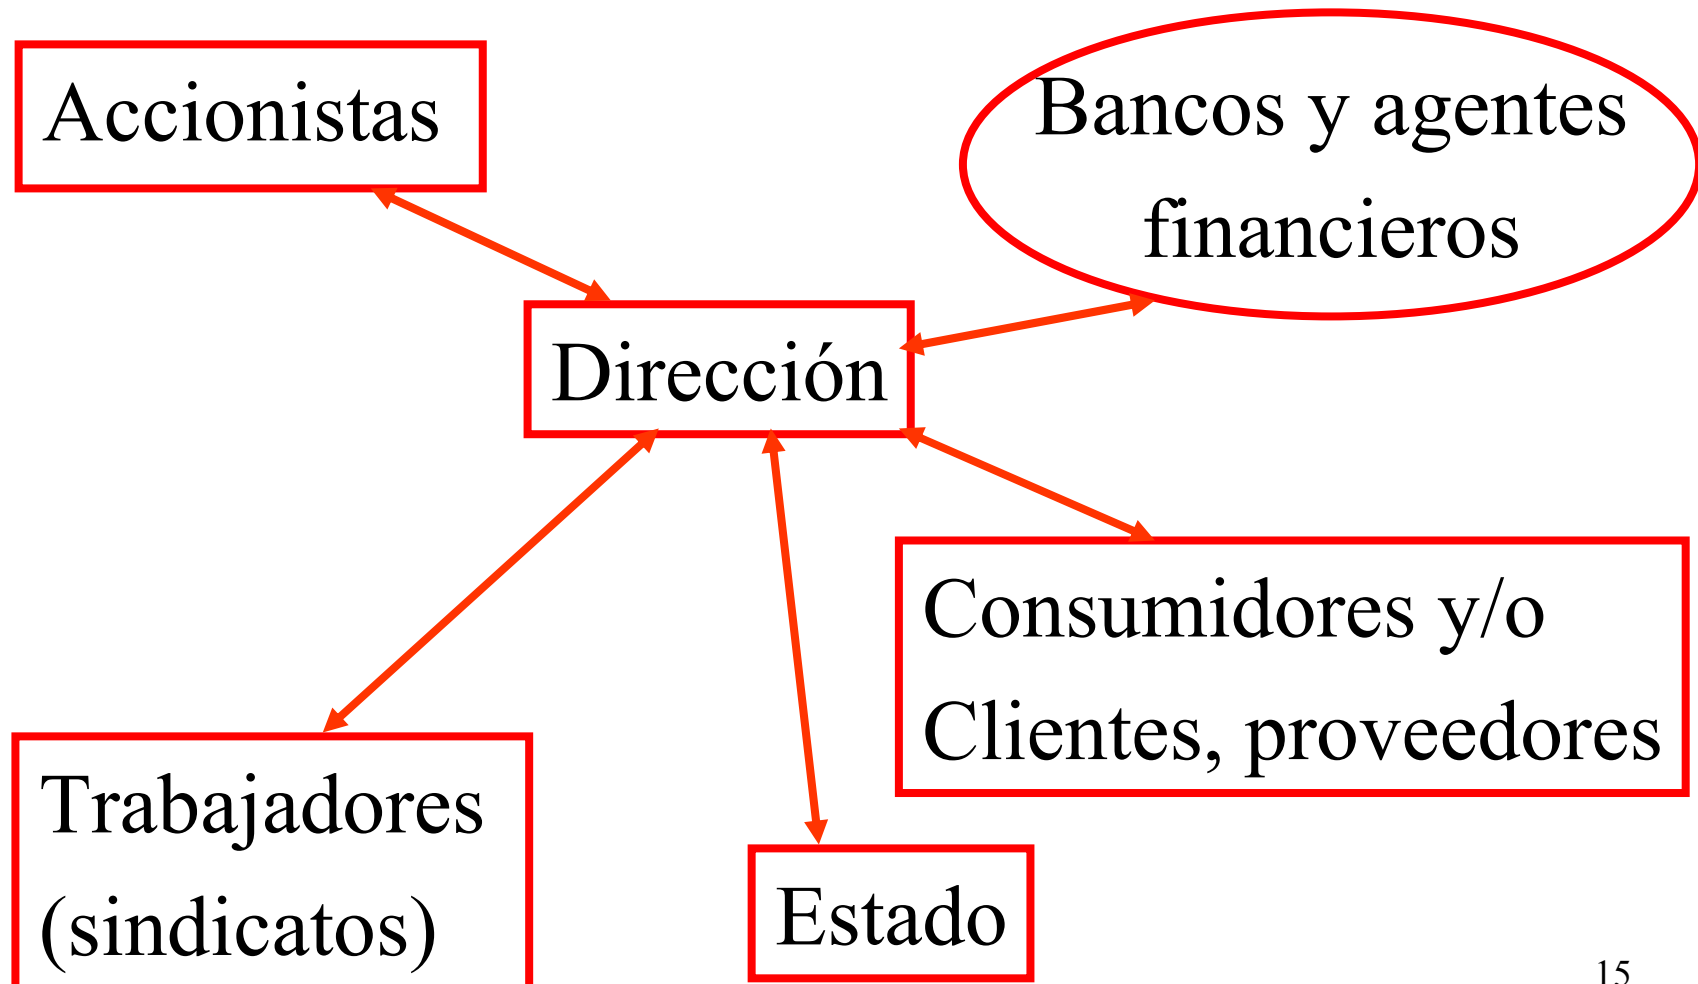 Accionistas
Bancos y agentes
financieros
Dirección
Consumidores y/o
Clientes, proveedores
Trabajadores
(sindicatos)
Estado
15